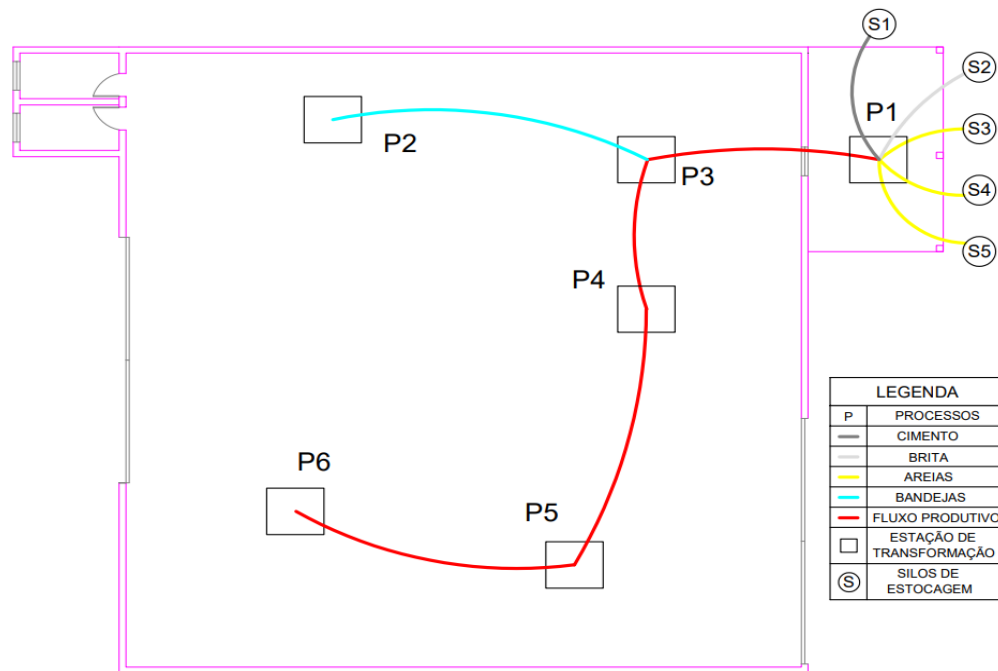 S1
S2
P1
S3
P2
P3
S4
S5
P4
P6
P5
LEGENDA
P PROCESSOS
CIMENTO
BRITA
AREIAS
BANDEJAS
FLUXO PRODUTIVO
ESTAÇÃO DE
TRANSFORMAÇÃO
S SILOS DE
ESTOCAGEM